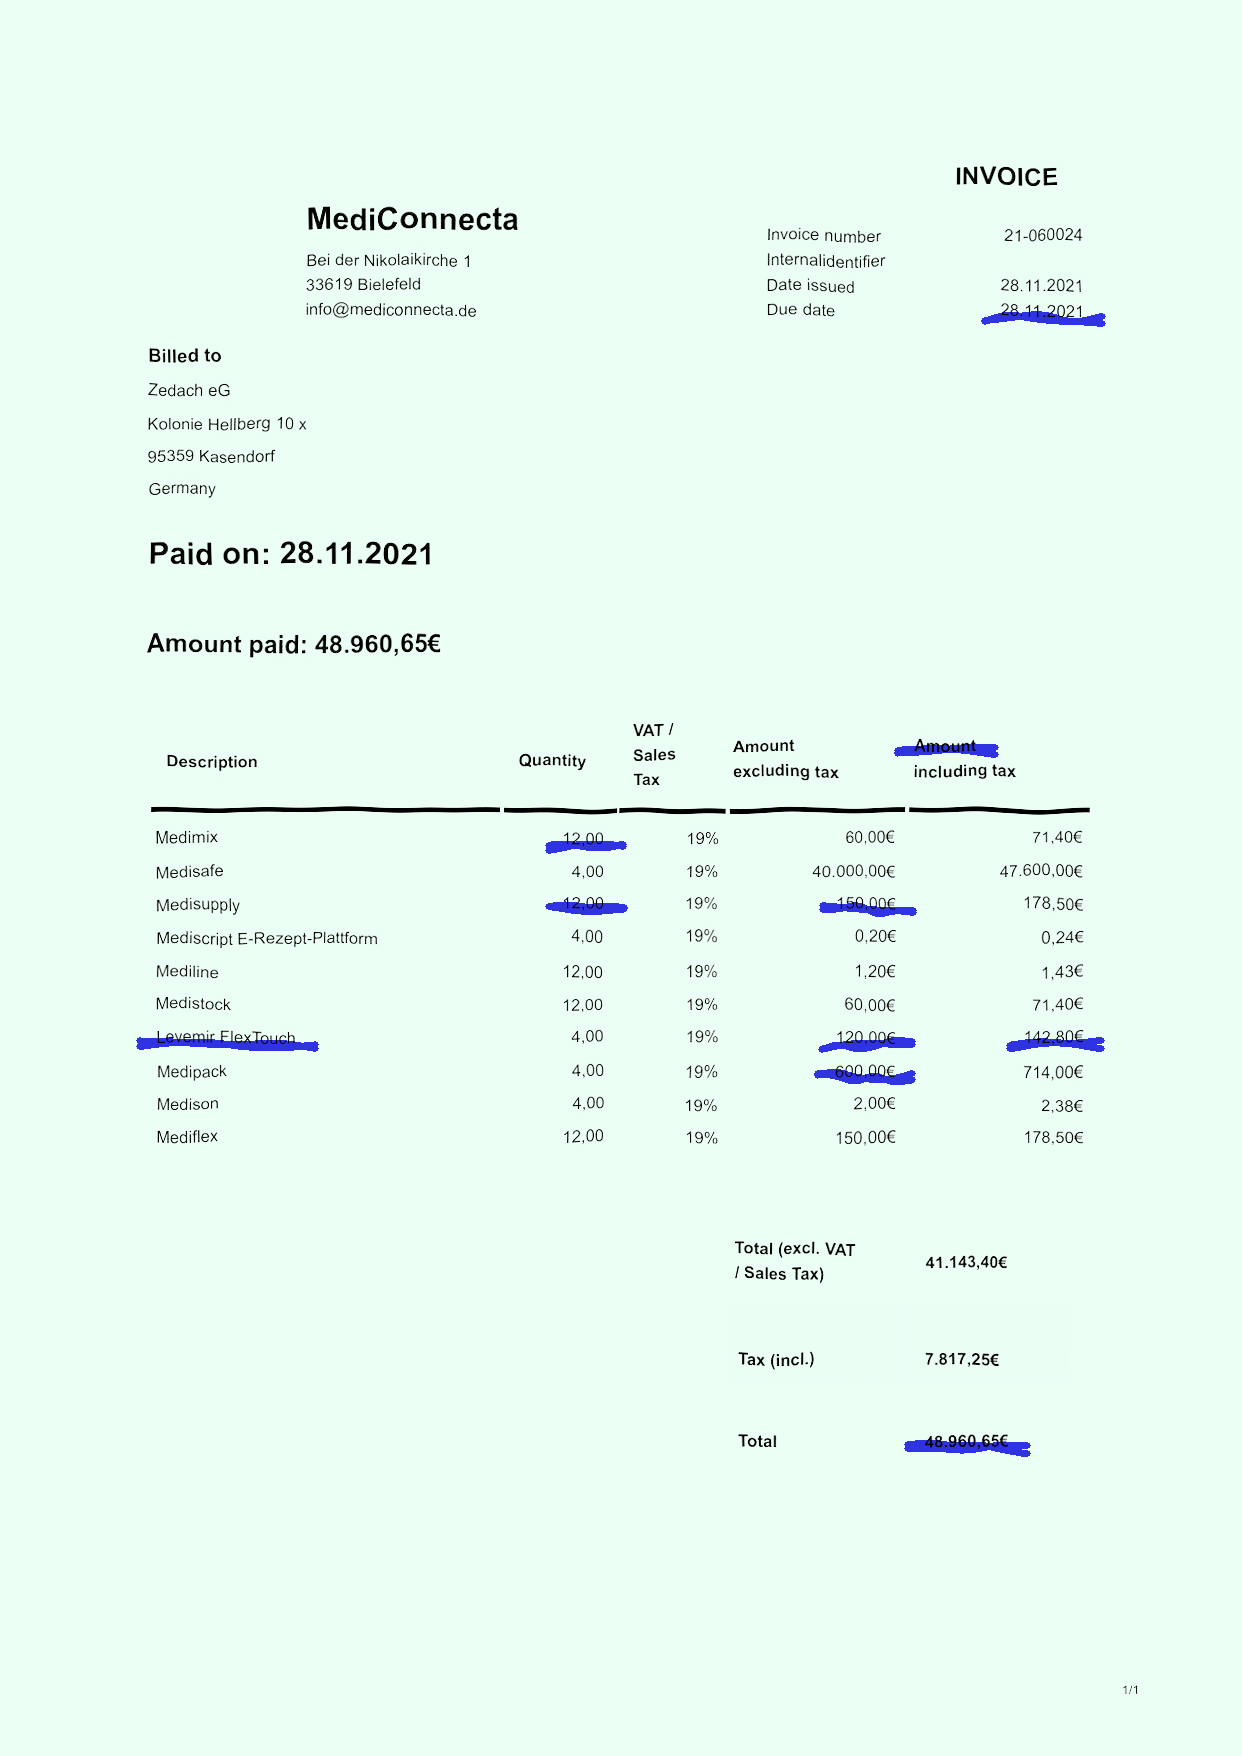 INVOICE
MediConnecta
Bei der Nikolaikirche 1
33619 Bielefeld
info@mediconnecta.de
Invoice number 21-060024
Internalidentifier
Date issued 28.11.2021
Due date 28.11.2021
Billed to
Zedach eG
Kolonie Hellberg 10 x
95359 Kasendorf
Germany
Paid on: 28.11.2021
Amount paid: 48.960,65€
Description Quantity VAT / Sales Tax Amount excluding tax Amount including tax
Medimix 12,00 19% 60,00€ 71,40€
Medisafe 4,00 19% 40.000,00€ 47.600,00€
Medisupply 12,00 19% 150,00€ 178,50€
Mediscript E-Rezept-Plattform 4,00 19% 0,20€ 0,24€
Mediline 12,00 19% 1,20€ 1,43€
Medistock 12,00 19% 60,00€ 71,40€
Levemir FlexTouch 4,00 19% 120,00€ 142,80€
Medipack 4,00 19% 600,00€ 714,00€
Medison 4,00 19% 2,00€ 2,38€
Mediflex 12,00 19% 150,00€ 178,50€
Total (excl. VAT / Sales Tax) 41.143,40€
Tax (incl.) 7.817,25€
Total 48.960,65€
1/1